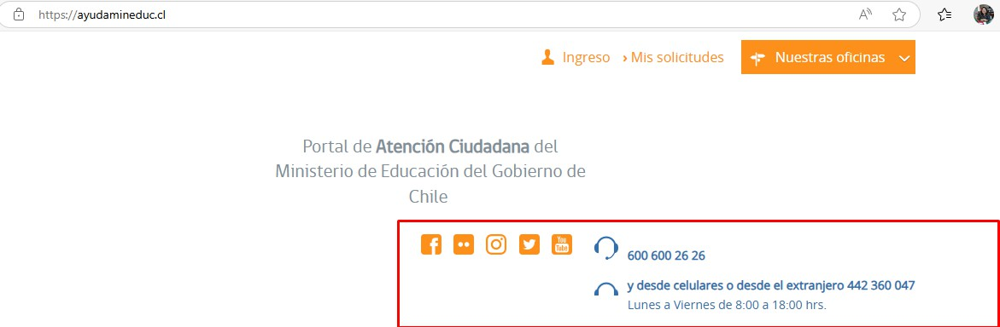 https://ayudamineduc.cl
Ingreso › Mis solicitudes Nuestras oficinas
Portal de Atención Ciudadana del
Ministerio de Educación del Gobierno de
Chile
You
Tube
600 600 26 26
y desde celulares o desde el extranjero 442 360 047
Lunes a Viernes de 8:00 a 18:00 hrs.